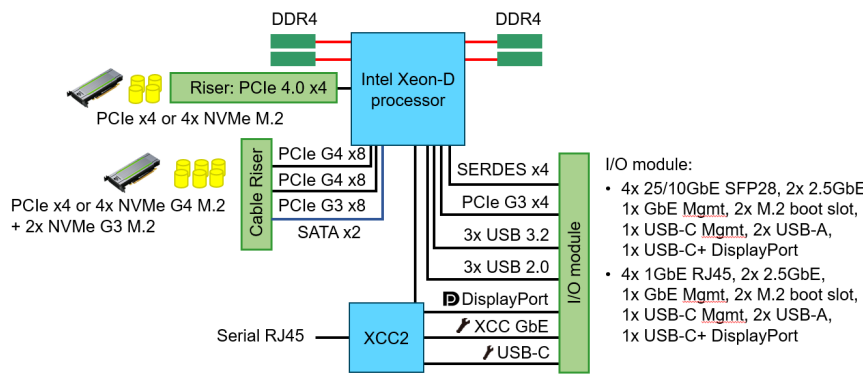 DDR4
DDR4
Intel Xeon-D
processor
Riser: PCIe 4.0 x4
PCIe x4 or 4x NVMe M.2
Cable Riser
PCIe G4 x8
PCIe G4 x8
PCIe G3 x8
SATA x2
PCIe x4 or 4x NVMe G4 M.2
+ 2x NVMe G3 M.2
SERDES x4
PCIe G3 x4
3x USB 3.2
3x USB 2.0
DisplayPort
XCC GbE
USB-C
I/O module
Serial RJ45
XCC2
I/O module:
• 4x 25/10GbE SFP28, 2x 2.5GbE
1x GbE Mgmt, 2x M.2 boot slot,
1x USB-C Mgmt, 2x USB-A,
1x USB-C+ DisplayPort
• 4x 1GbE RJ45, 2x 2.5GbE,
1x GbE Mgmt, 2x M.2 boot slot,
1x USB-C Mgmt, 2x USB-A,
1x USB-C+ DisplayPort